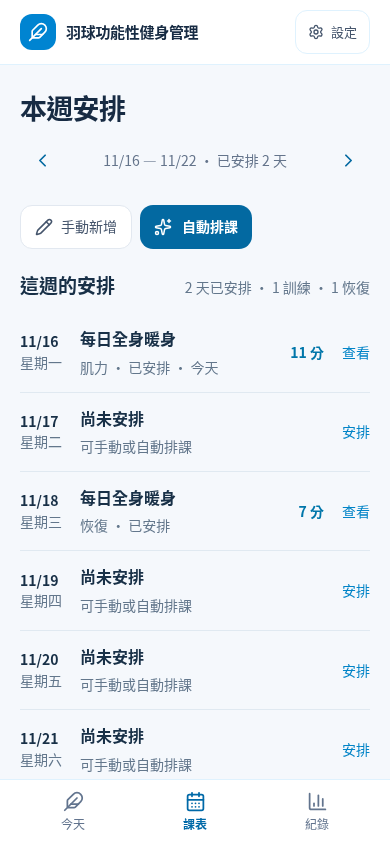 羽球功能性健身管理
設定
本週安排
11/16 — 11/22 • 已安排 2 天
手動新增
自動排課
這週的安排
2 天已安排 • 1 訓練 • 1 恢復
11/16 每日全身暖身 11 分 查看
星期一 肌力 • 已安排 • 今天
11/17 尚未安排 安排
星期二 可手動或自動排課
11/18 每日全身暖身 7 分 查看
星期三 恢復 • 已安排
11/19 尚未安排 安排
星期四 可手動或自動排課
11/20 尚未安排 安排
星期五 可手動或自動排課
11/21 尚未安排 安排
星期六 可手動或自動排課
今天
課表
紀錄